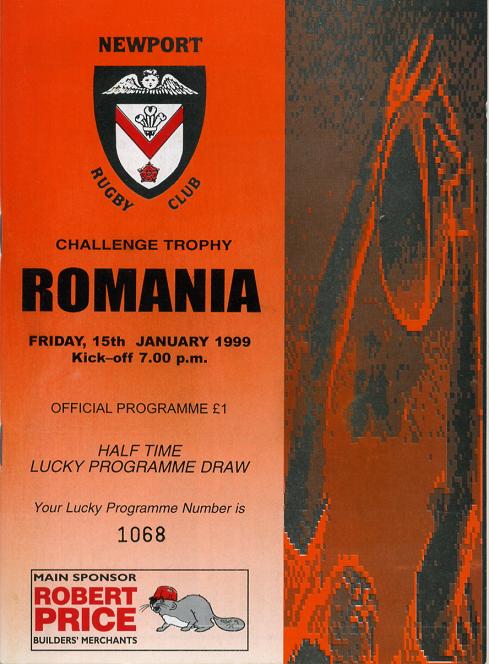 NEWPORT
RUGBY CLUB
CHALLENGE TROPHY
ROMANIA
FRIDAY, 15th JANUARY 1999
Kick-off 7.00 p.m.
OFFICIAL PROGRAMME £1
HALF TIME
LUCKY PROGRAMME DRAW
Your Lucky Programme Number is
1068
MAIN SPONSOR
ROBERT
PRICE
BUILDERS' MERCHANTS